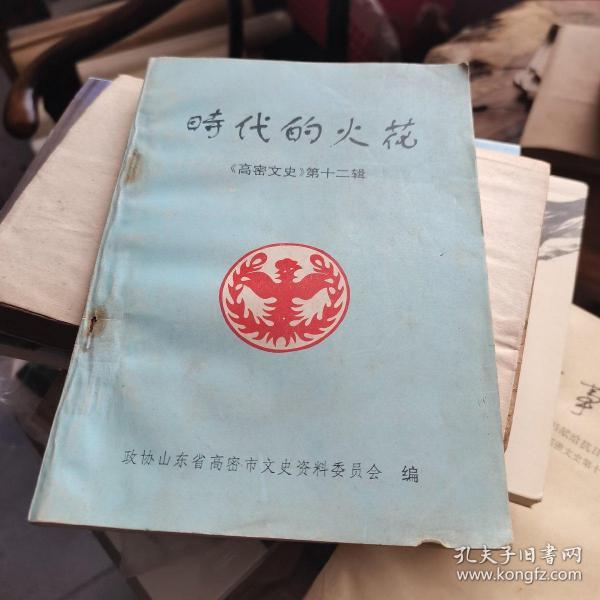 時代的火花
《高密文史》第十二辑
政协山东省高密市文史资料委员会 编
事
孔夫子旧书网
www.kongfz.com